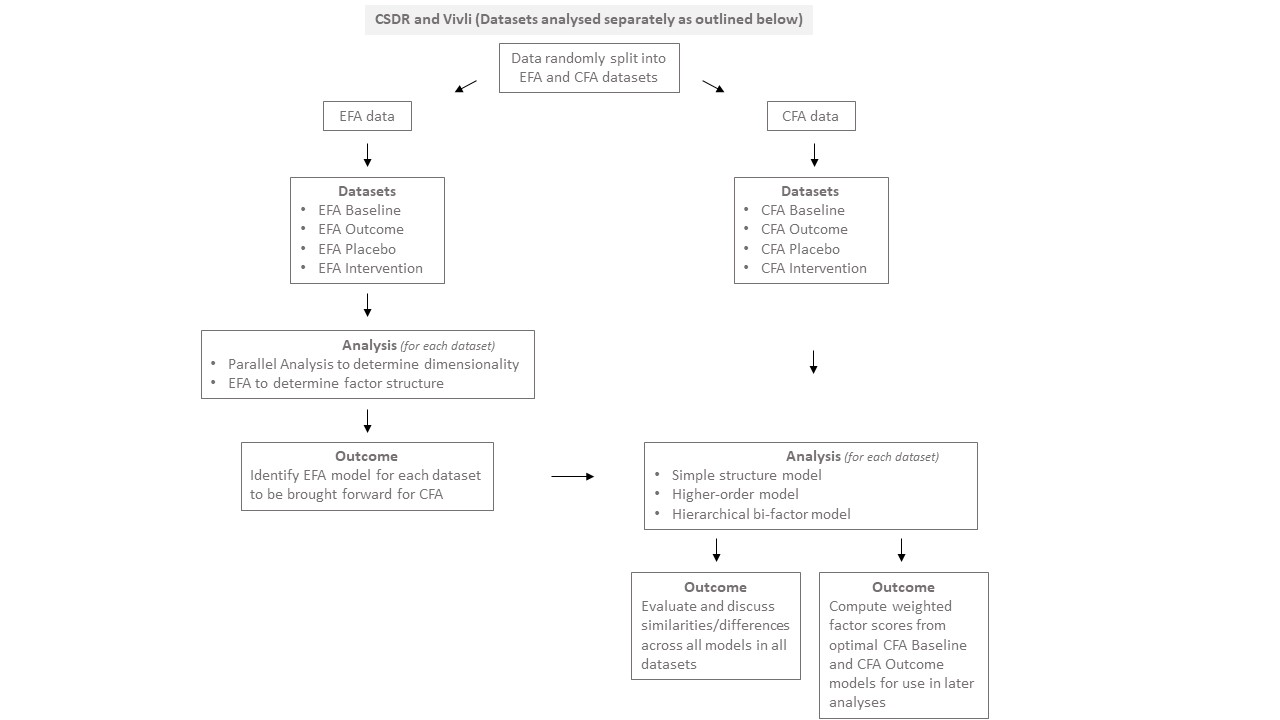 CSDR and Vivli (Datasets analysed separately as outlined below)
Data randomly split into
EFA and CFA datasets
EFA data
CFA data
Datasets
• EFA Baseline
• EFA Outcome
• EFA Placebo
• EFA Intervention
Datasets
• CFA Baseline
• CFA Outcome
• CFA Placebo
• CFA Intervention
Analysis (for each dataset)
• Parallel Analysis to determine dimensionality
• EFA to determine factor structure
Outcome
Identify EFA model for each dataset
to be brought forward for CFA
Analysis (for each dataset)
• Simple structure model
• Higher-order model
• Hierarchical bi-factor model
Outcome
Evaluate and discuss
similarities/differences
across all models in all
datasets
Outcome
Compute weighted
factor scores from
optimal CFA Baseline
and CFA Outcome
models for use in later
analyses